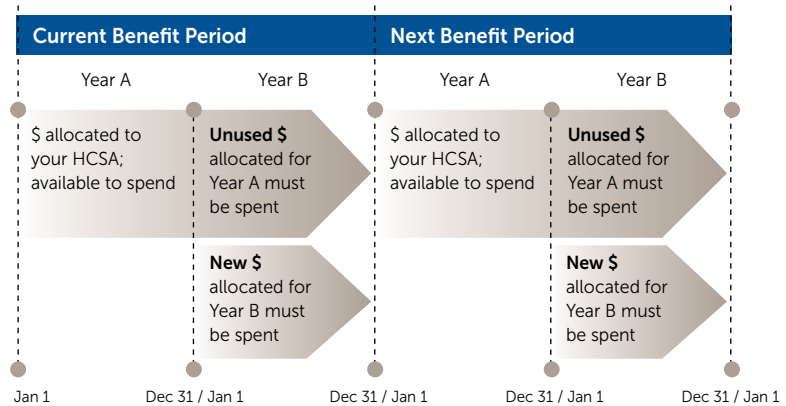 Current Benefit Period
Next Benefit Period
Year A
Year B
Year A
Year B
$ allocated to
your HCSA;
available to spend
Unused $
allocated for
Year A must
be spent
$ allocated to
your HCSA;
available to spend
Unused $
allocated for
Year A must
be spent
New $
allocated for
Year B must
be spent
New $
allocated for
Year B must
be spent
Jan 1
Dec 31 / Jan 1
Dec 31 / Jan 1
Dec 31 / Jan 1
Dec 31 / Jan 1